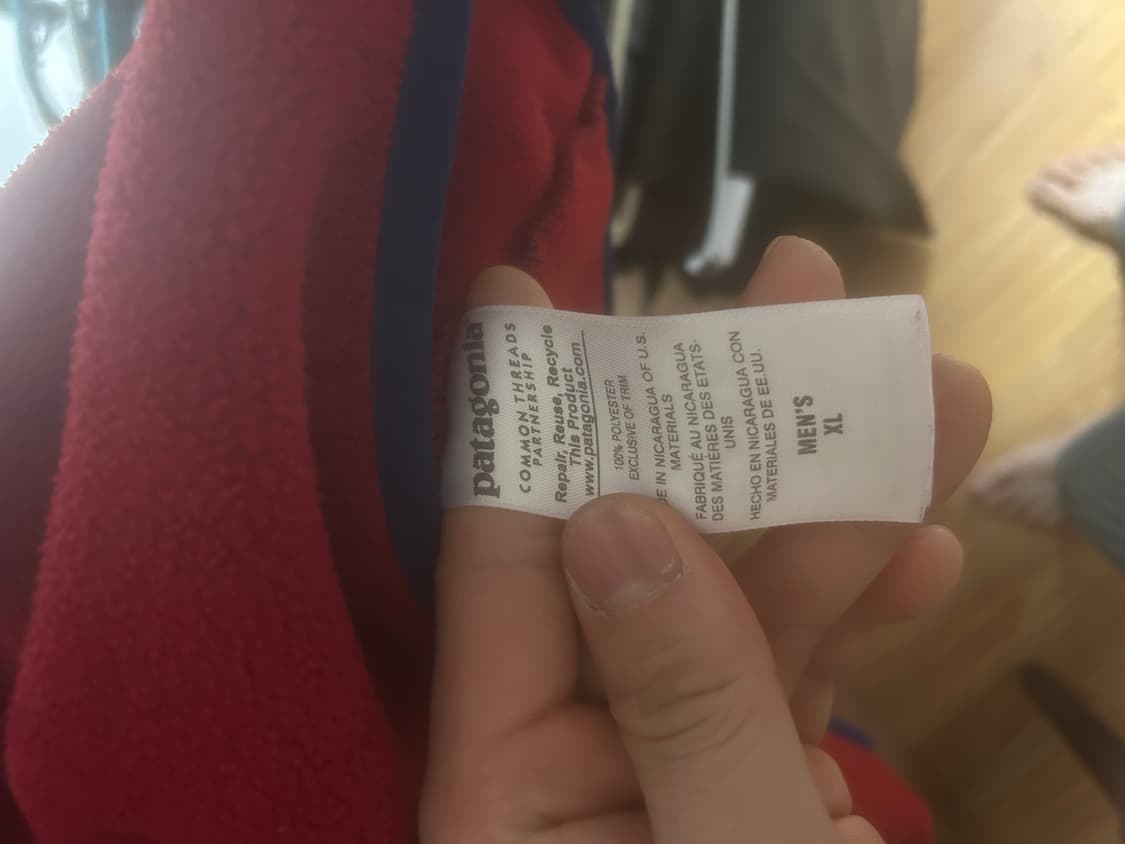 patagonia
COMMON THREADS
PARTNERSHIP
Repair, Reuse, Recycle
This Product
www.patagonia.com
100% POLYESTER
EXCLUSIVE OF TRIM
DE IN NICARAGUA OF U.S.
MATERIALS
FABRIQUÉ AU NICARAGUA
DES MATIÈRES DES ETATS-
UNIS
HECHO EN NICARAGUA CON
MATERIALES DE EE.UU.
MEN'S
XL